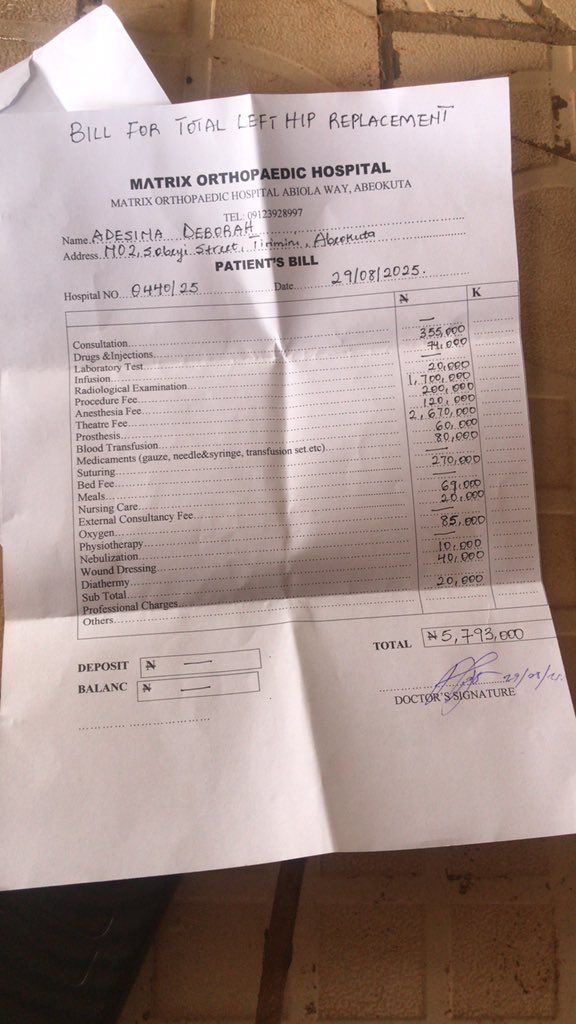 BILL FOR TOTAL LEFT HIP REPLACEMENT
MATRIX ORTHOPAEDIC HOSPITAL
MATRIX ORTHOPAEDIC HOSPITAL ABIOLA WAY, ABEOKUTA
TEL: 09123928997
Name ADESINA DEBORAH
Address NO2, Street, Abeokuta
PATIENT'S BILL
Hospital NO. 0440/25 Date 29/08/2025.
₦ K
Consultation —
Drugs &Injections 355,000
Laboratory Test 74,000
Infusion —
Radiological Examination 20,000
Procedure Fee 1,700,000
Anesthesia Fee 200,000
Theatre Fee 120,000
Prosthesis 2,670,000
Blood Transfusion 60,000
Medicaments (gauze, needle&syringe, transfusion set.etc) 80,000
Suturing —
Bed Fee 270,000
Meals —
Nursing Care 69,000
External Consultancy Fee 20,000
Oxygen —
Physiotherapy 85,000
Nebulization —
Wound Dressing 10,000
Diathermy 40,000
Sub Total —
Professional Charges 20,000
Others
TOTAL ₦5,793,000
DEPOSIT ₦ —
BALANC ₦ —
29/08/25
DOCTOR'S SIGNATURE